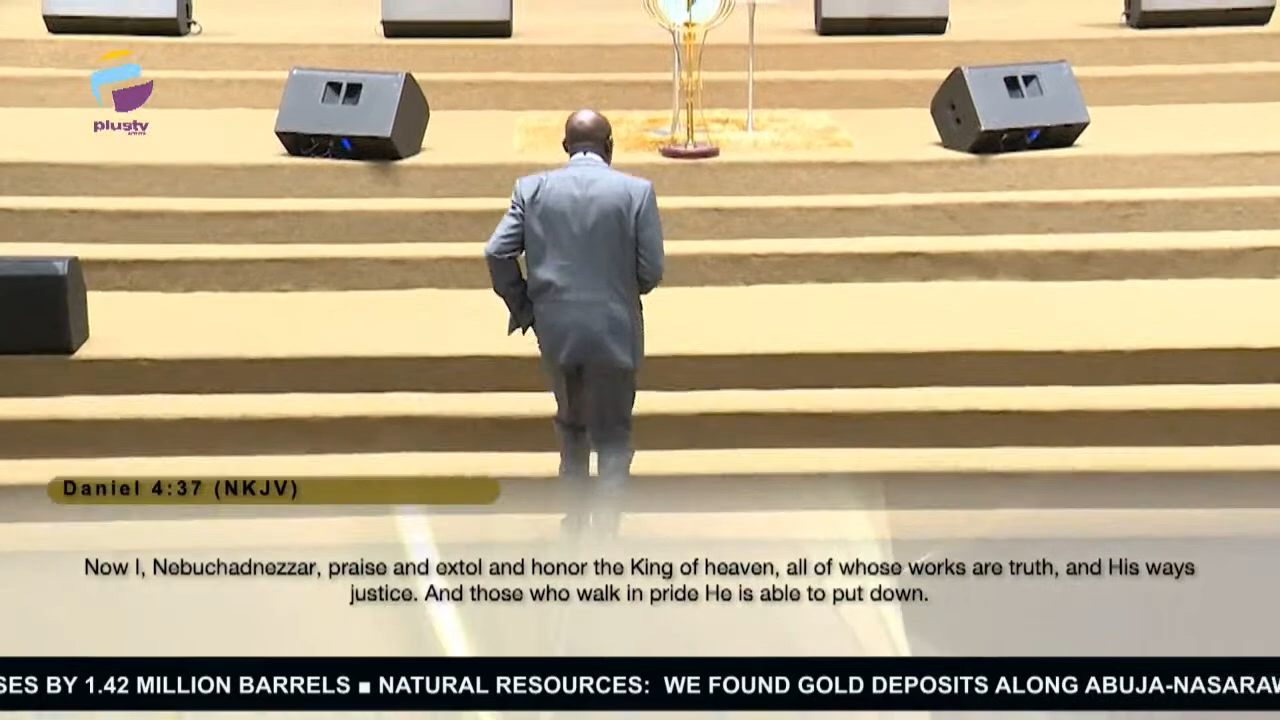 plustv
Daniel 4:37 (NKJV)
Now I, Nebuchadnezzar, praise and extol and honor the King of heaven, all of whose works are truth, and His ways
justice. And those who walk in pride He is able to put down.
SES BY 1.42 MILLION BARRELS ■ NATURAL RESOURCES: WE FOUND GOLD DEPOSITS ALONG ABUJA-NASARAW